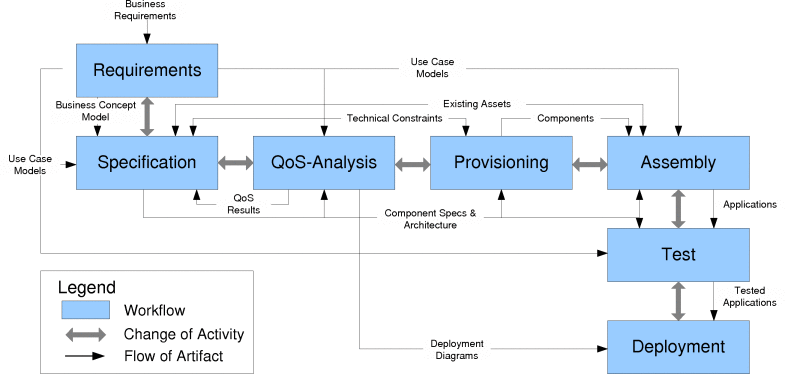 Business
Requirements
Requirements
Use Case
Models
Business Concept
Model
Existing Assets
Technical Constraints
Components
Use Case
Models
Specification
QoS-Analysis
Provisioning
Assembly
QoS
Results
Component Specs &
Architecture
Applications
Test
Legend
Workflow
Change of Activity
Flow of Artifact
Tested
Applications
Deployment
Diagrams
Deployment